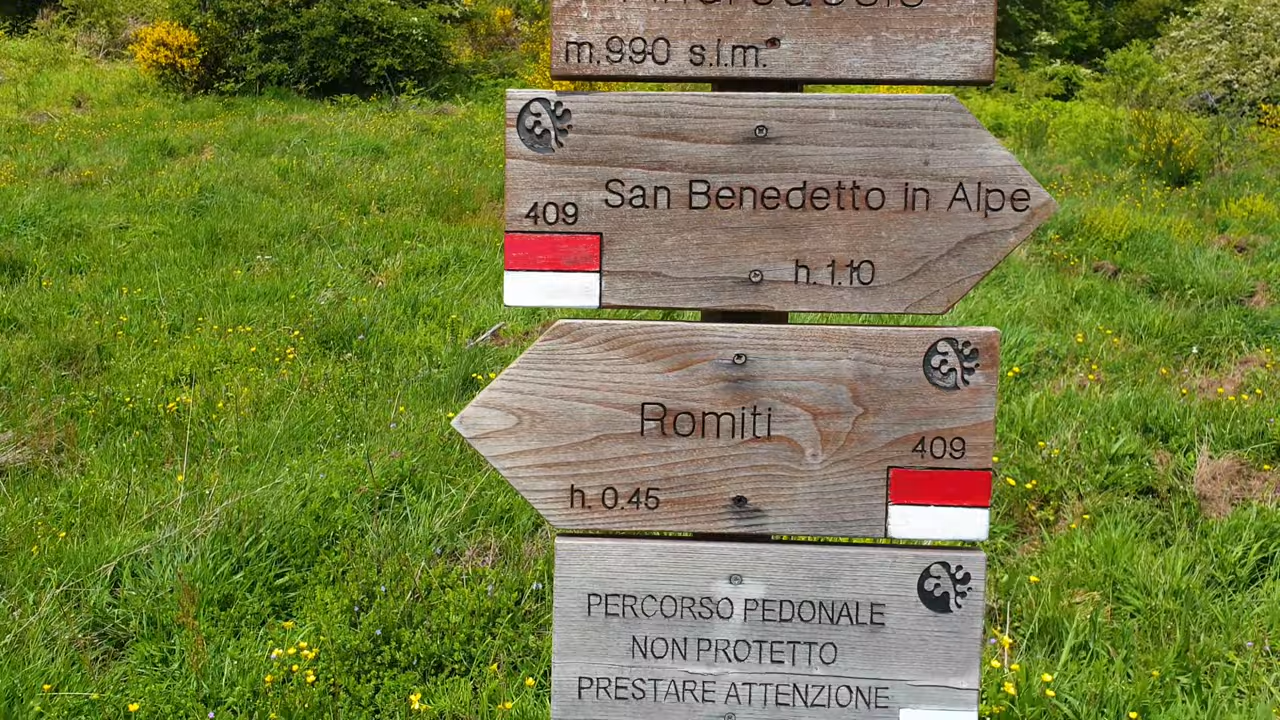 m.990 s.l.m.
San Benedetto in Alpe
409
h. 1.10
Romiti
409
h. 0.45
PERCORSO PEDONALE
NON PROTETTO
PRESTARE ATTENZIONE